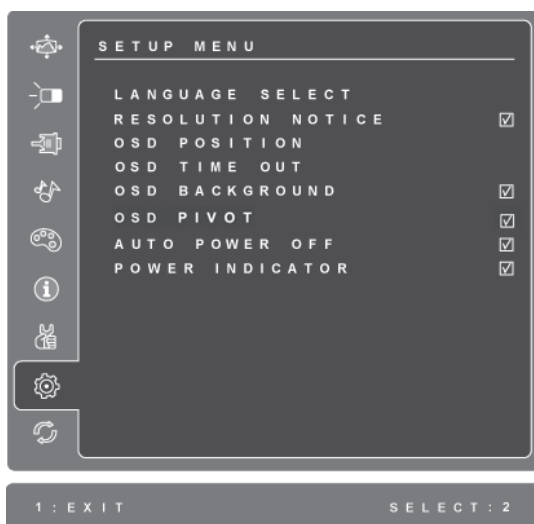 SETUP MENU
LANGUAGE SELECT
RESOLUTION NOTICE
OSD POSITION
OSD TIME OUT
OSD BACKGROUND
OSD PIVOT
AUTO POWER OFF
POWER INDICATOR
1:EXIT SELECT:2